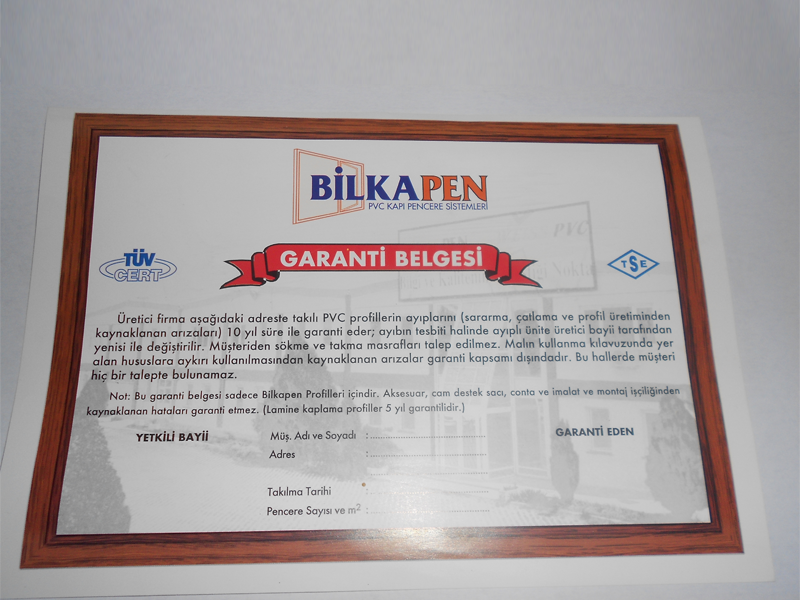 BİLKAPEN
PVC KAPI PENCERE SİSTEMLERİ
PVC
GARANTİ BELGESİ
TÜV
CERT
TSE
Üretici firma aşağıdaki adreste takılı PVC profillerin ayıplarını (sararma, çatlama ve profil üretiminden
kaynaklanan arızaları) 10 yıl süre ile garanti eder; ayıbın tesbiti halinde ayıplı ünite üretici bayii tarafından
yenisi ile değiştirilir. Müşteriden sökme ve takma masrafları talep edilmez. Malın kullanma kılavuzunda yer
alan hususlara aykırı kullanılmasından kaynaklanan arızalar garanti kapsamı dışındadır. Bu hallerde müşteri
hiç bir talepte bulunamaz.
Not: Bu garanti belgesi sadece Bilkapen Profilleri içindir. Aksesuar, cam destek sacı, conta ve imalat ve montaj işçiliğinden
kaynaklanan hataları garanti etmez. (Lamine kaplama profiller 5 yıl garantilidir.)
YETKİLİ BAYİİ
Müş. Adı ve Soyadı :
GARANTİ EDEN
Adres :
Takılma Tarihi :
Pencere Sayısı ve m² :